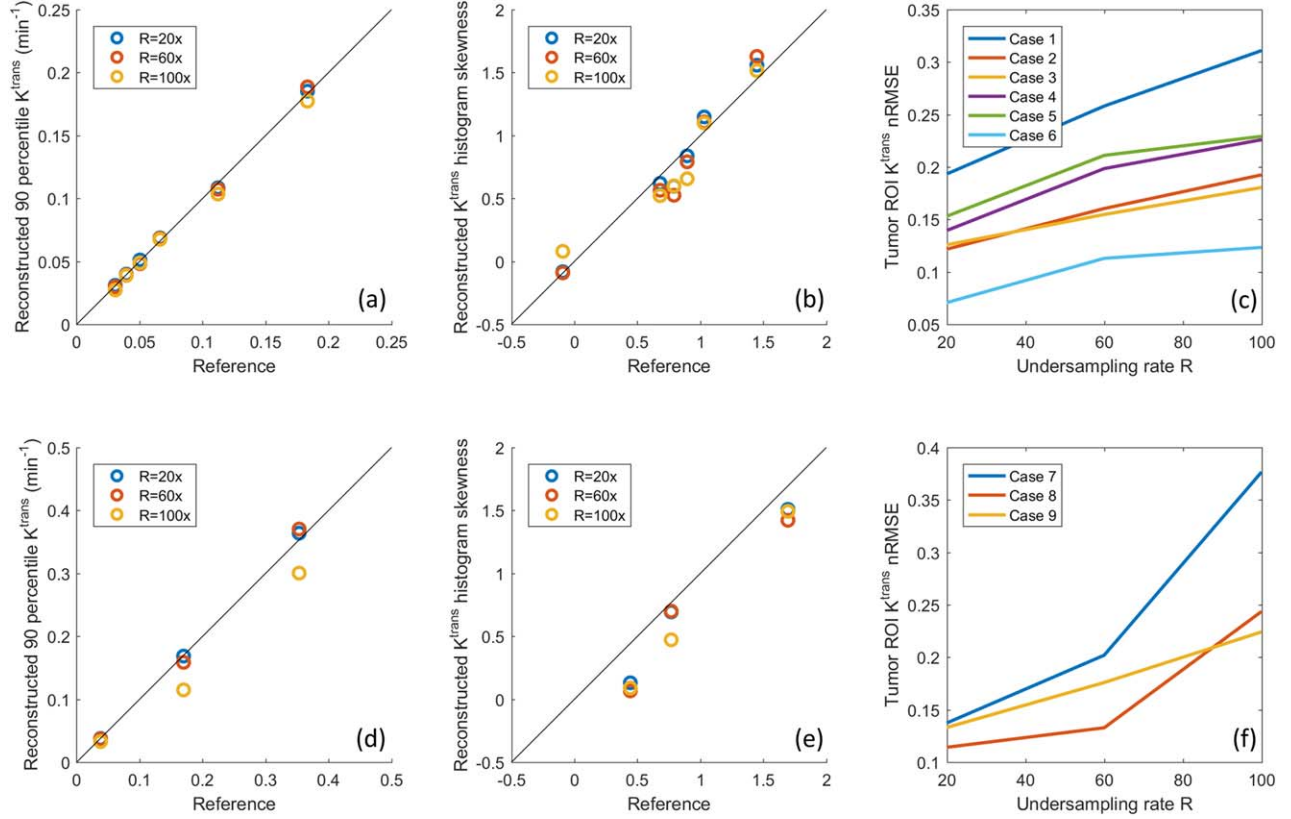 Reconstructed 90 percentile K^trans (min⁻¹)
0.25
0.2
0.15
0.1
0.05
0
R=20x
R=60x
R=100x
(a)
0
0.05
0.1
0.15
0.2
0.25
Reference
Reconstructed K^trans histogram skewness
2
1.5
1
0.5
0
-0.5
R=20x
R=60x
R=100x
(b)
-0.5
0
0.5
1
1.5
2
Reference
Tumor ROI K^trans nRMSE
0.35
0.3
0.25
0.2
0.15
0.1
0.05
Case 1
Case 2
Case 3
Case 4
Case 5
Case 6
(c)
20
40
60
80
100
Undersampling rate R
Reconstructed 90 percentile K^trans (min⁻¹)
0.5
0.4
0.3
0.2
0.1
0
R=20x
R=60x
R=100x
(d)
0
0.1
0.2
0.3
0.4
0.5
Reference
Reconstructed K^trans histogram skewness
2
1.5
1
0.5
0
-0.5
R=20x
R=60x
R=100x
(e)
-0.5
0
0.5
1
1.5
2
Reference
Tumor ROI K^trans nRMSE
0.4
0.35
0.3
0.25
0.2
0.15
0.1
Case 7
Case 8
Case 9
(f)
20
40
60
80
100
Undersampling rate R